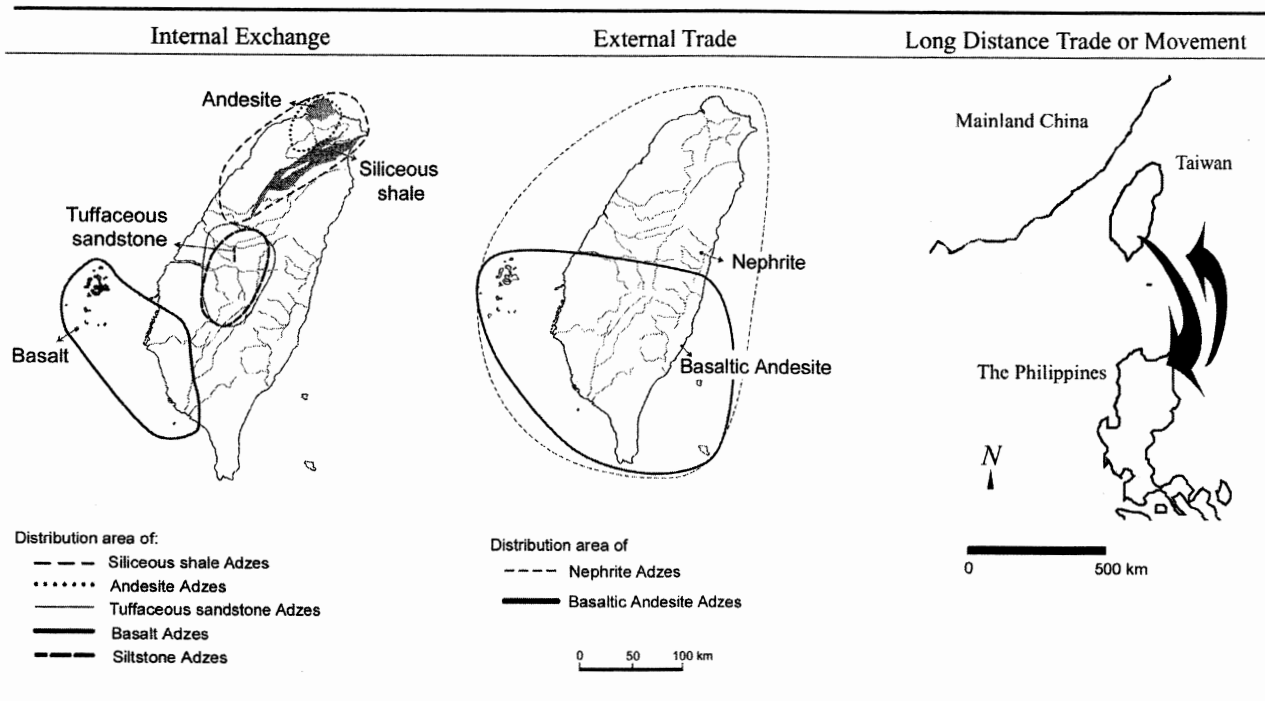 Internal Exchange
External Trade
Long Distance Trade or Movement
Andesite
Siliceous
shale
Tuffaceous
sandstone
Basalt
Nephrite
Basaltic Andesite
Mainland China
Taiwan
The Philippines
N
0 500 km
Distribution area of:
Siliceous shale Adzes
Andesite Adzes
Tuffaceous sandstone Adzes
Basalt Adzes
Siltstone Adzes
Distribution area of
Nephrite Adzes
Basaltic Andesite Adzes
0 50 100 km